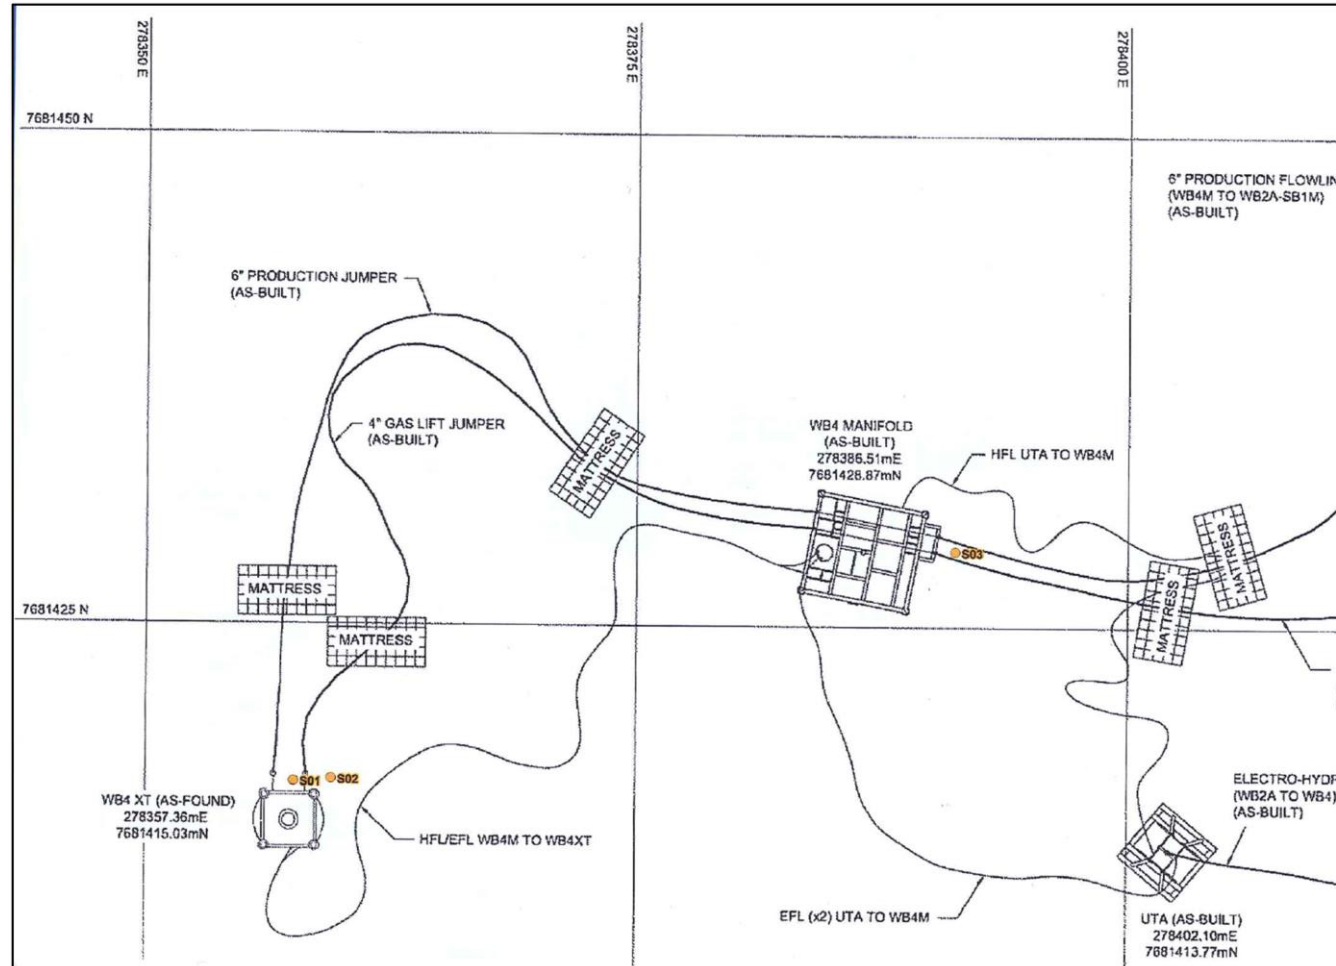 278350 E
278375 E
278400 E
7681450 N
6" PRODUCTION FLOWLIN
(WB4M TO WB2A-SB1M)
(AS-BUILT)
6" PRODUCTION JUMPER
(AS-BUILT)
4" GAS LIFT JUMPER
(AS-BUILT)
MATTRESS
WB4 MANIFOLD
(AS-BUILT)
278386.51mE
7681428.87mN
HFL UTA TO WB4M
S03
MATTRESS
MATTRESS
MATTRESS
7681425 N
MATTRESS
S01
S02
WB4 XT (AS-FOUND)
278357.36mE
7681415.03mN
HFL/EFL WB4M TO WB4XT
ELECTRO-HYDR
(WB2A TO WB4)
(AS-BUILT)
EFL (x2) UTA TO WB4M
UTA (AS-BUILT)
278402.10mE
7681413.77mN